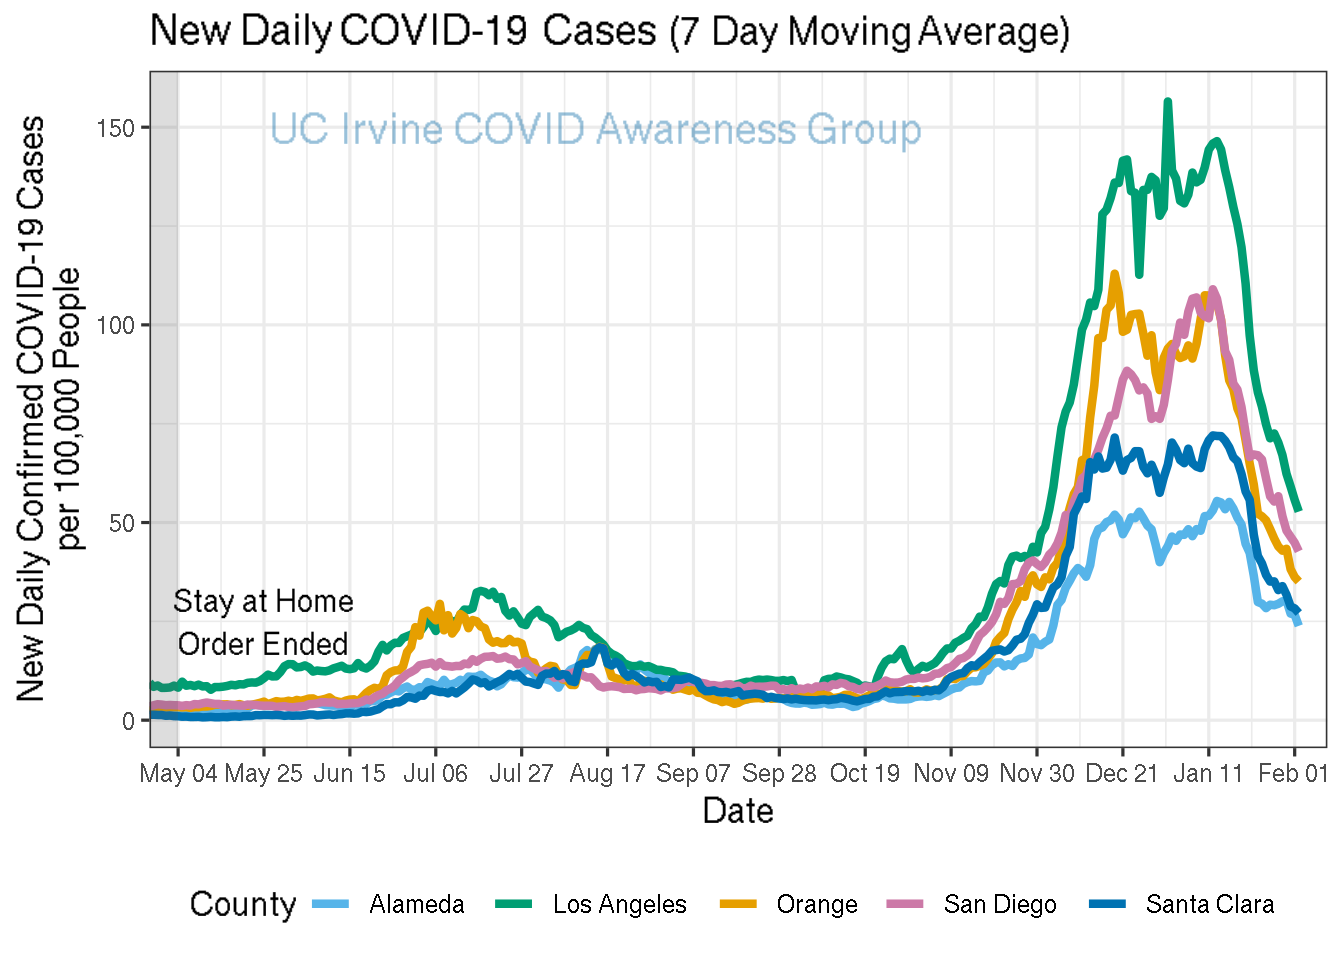 New Daily COVID-19 Cases (7 Day Moving Average)
UC Irvine COVID Awareness Group
New Daily Confirmed COVID-19 Cases
per 100,000 People
150
100
50
0
Stay at Home
Order Ended
May 04 May 25 Jun 15 Jul 06 Jul 27 Aug 17 Sep 07 Sep 28 Oct 19 Nov 09 Nov 30 Dec 21 Jan 11 Feb 01
Date
County Alameda Los Angeles Orange San Diego Santa Clara